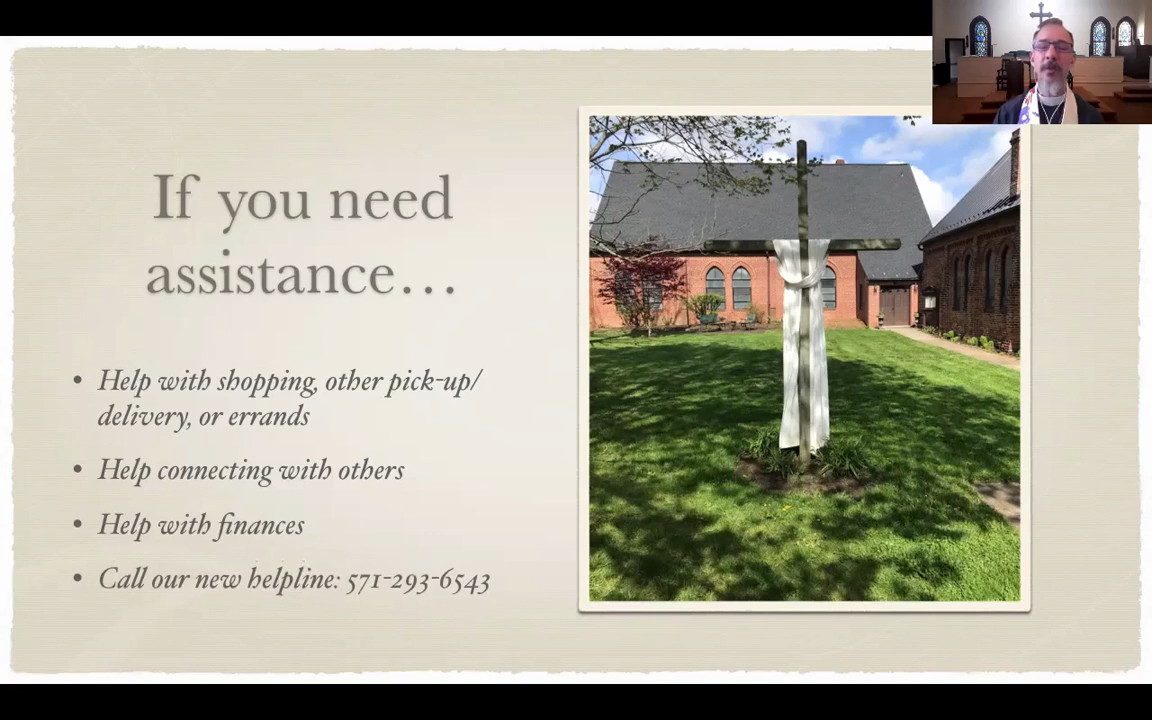 If you need
assistance…
• Help with shopping, other pick-up/
delivery, or errands
• Help connecting with others
• Help with finances
• Call our new helpline: 571-293-6543